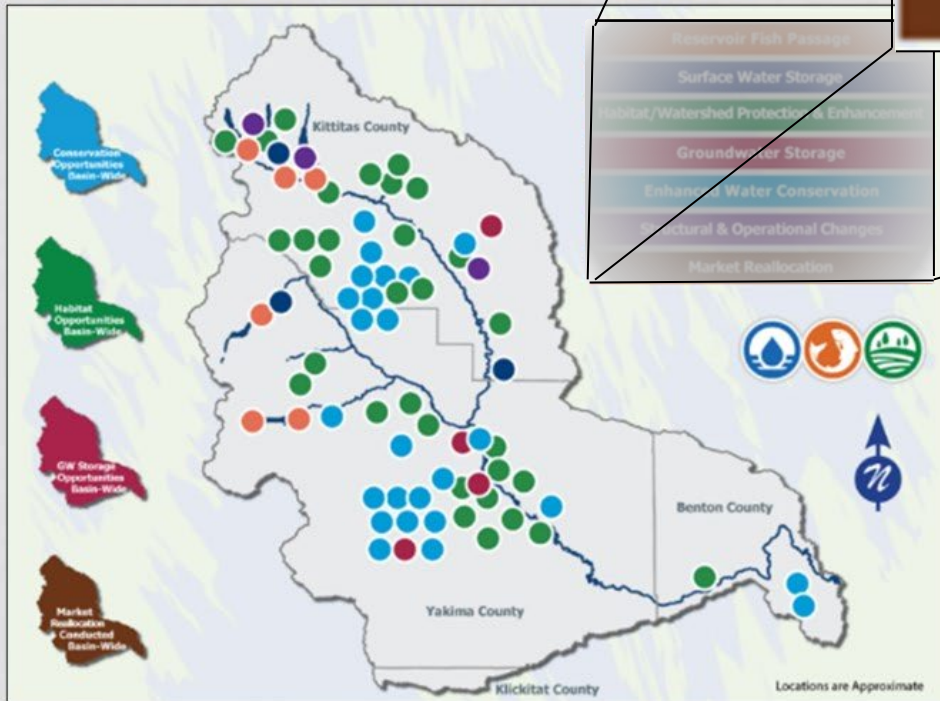 Reservoir Fish Passage
Surface Water Storage
Habitat/Watershed Protection & Enhancement
Groundwater Storage
Enhanced Water Conservation
Structural & Operational Changes
Market Reallocation
Kittitas County
Conservation
Opportunities
Basin-Wide
Habitat
Opportunities
Basin-Wide
GW Storage
Opportunities
Basin-Wide
N
Benton County
Market
Reallocation
Conducted
Basin-Wide
Yakima County
Klickitat County
Locations are Approximate